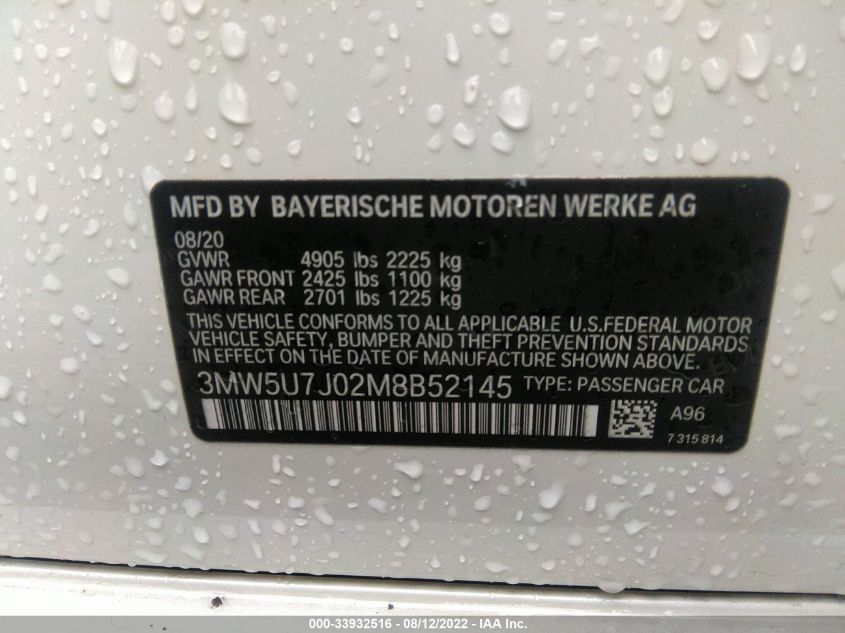 MFD BY BAYERISCHE MOTOREN WERKE AG
08/20
GVWR 4905 lbs 2225 kg
GAWR FRONT 2425 lbs 1100 kg
GAWR REAR 2701 lbs 1225 kg
THIS VEHICLE CONFORMS TO ALL APPLICABLE U.S.FEDERAL MOTOR
VEHICLE SAFETY, BUMPER AND THEFT PREVENTION STANDARDS
IN EFFECT ON THE DATE OF MANUFACTURE SHOWN ABOVE.
3MW5U7J02M8B52145 TYPE: PASSENGER CAR
A96
7 315 814
000-33932516 - 08/12/2022 - IAA Inc.